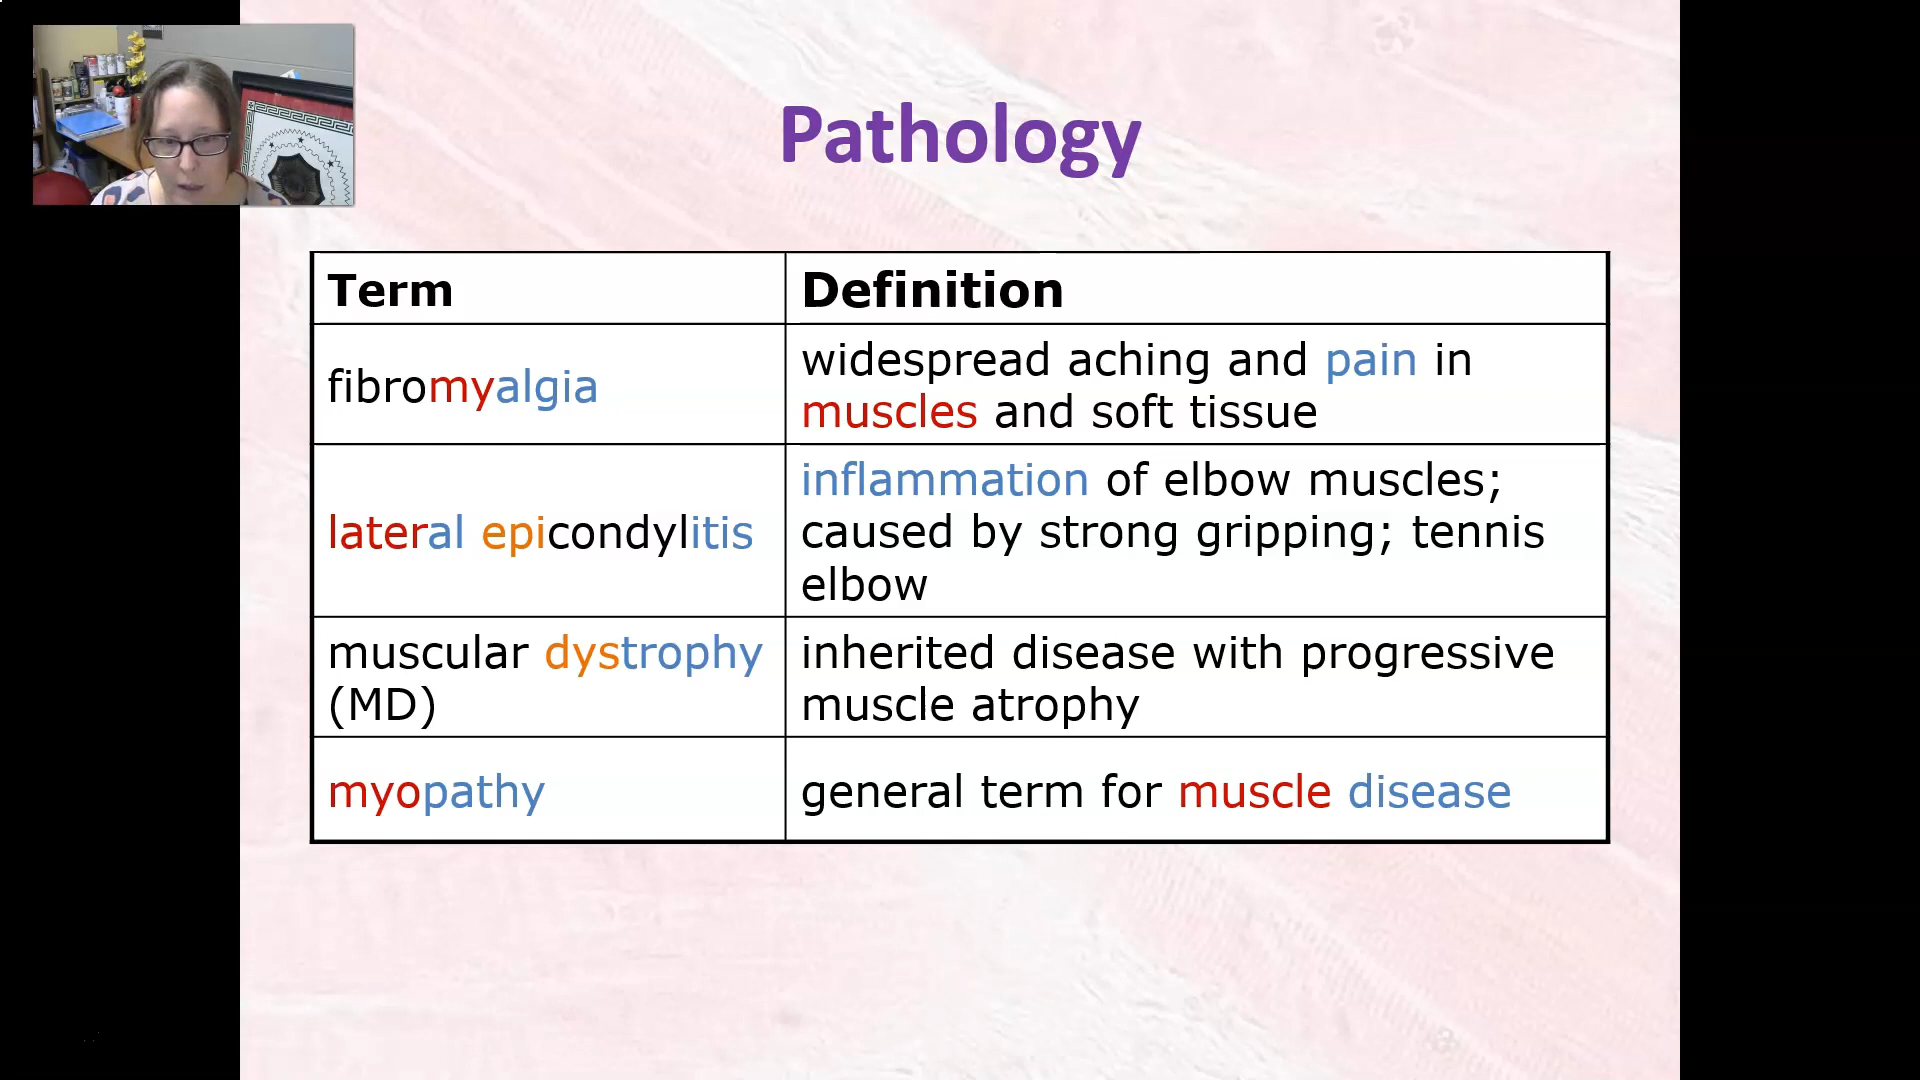 Pathology
Term
Definition
fibromyalgia
widespread aching and pain in
muscles and soft tissue
lateral epicondylitis
inflammation of elbow muscles;
caused by strong gripping; tennis
elbow
muscular dystrophy
(MD)
inherited disease with progressive
muscle atrophy
myopathy
general term for muscle disease